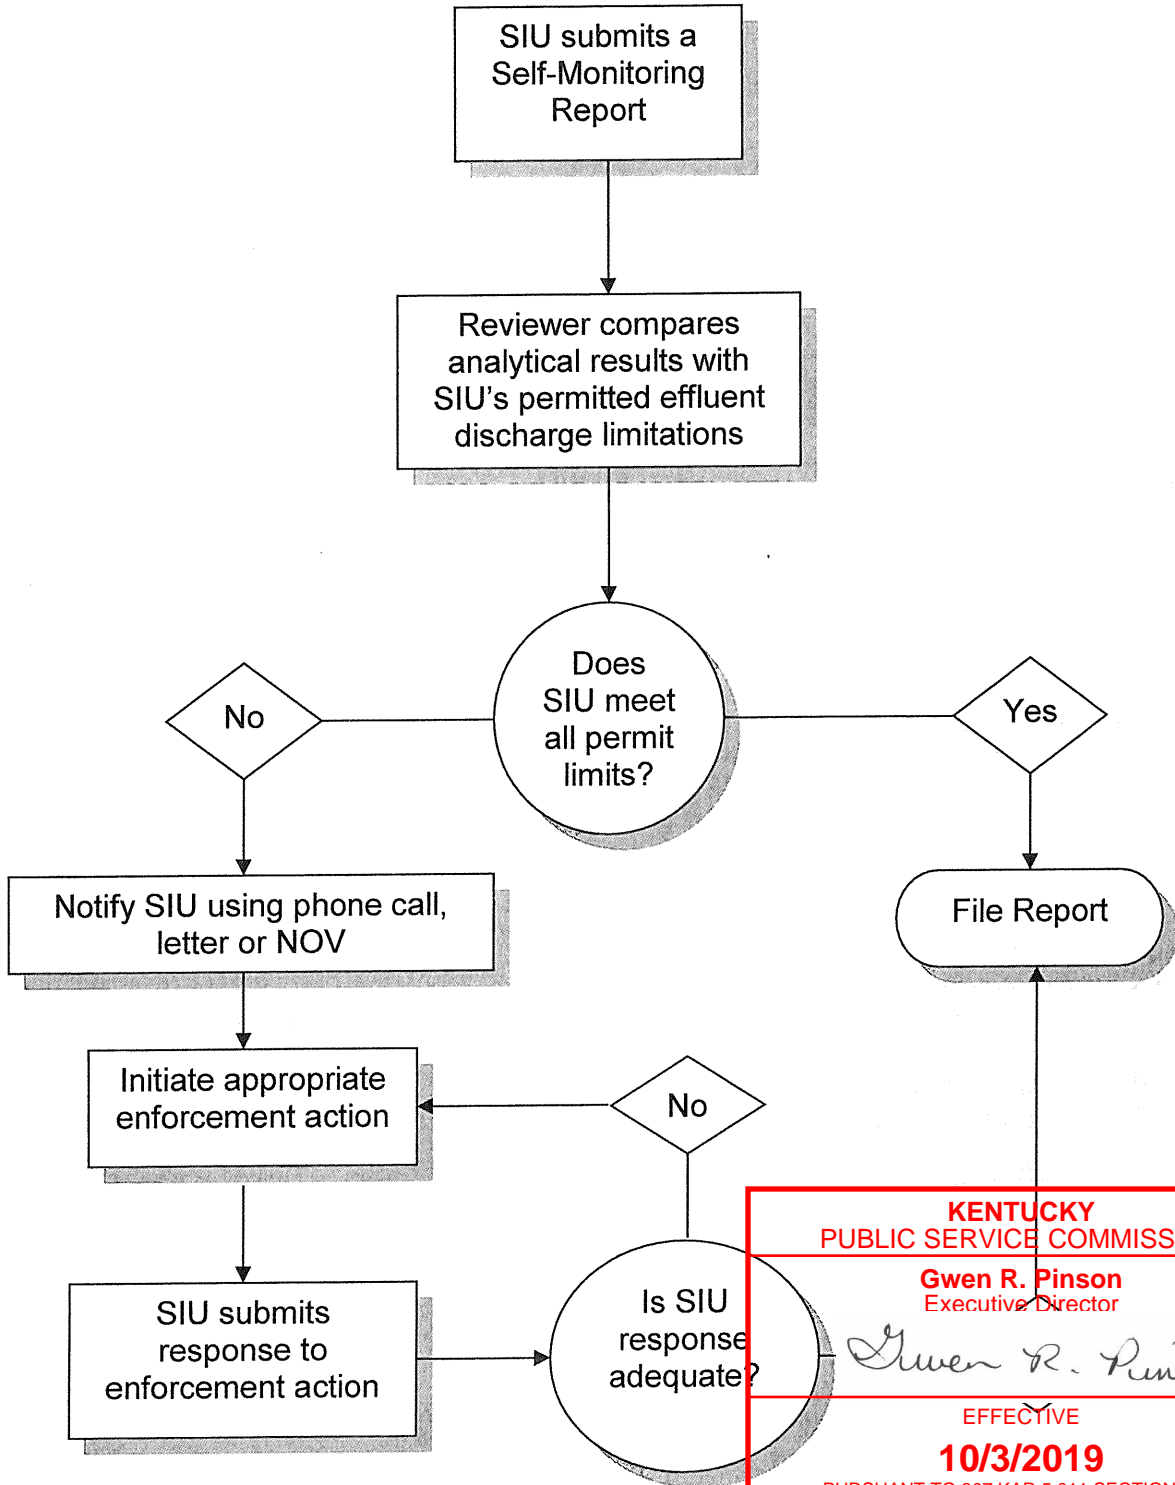 SIU submits a
Self-Monitoring
Report
Reviewer compares
analytical results with
SIU's permitted effluent
discharge limitations
Does
SIU meet
all permit
limits?
No
Yes
Notify SIU using phone call,
letter or NOV
File Report
Initiate appropriate
enforcement action
No
SIU submits
response to
enforcement action
Is SIU
response
adequate?
KENTUCKY
PUBLIC SERVICE COMMISS
Gwen R. Pinson
Executive Director
Gwen R. Pin
EFFECTIVE
10/3/2019